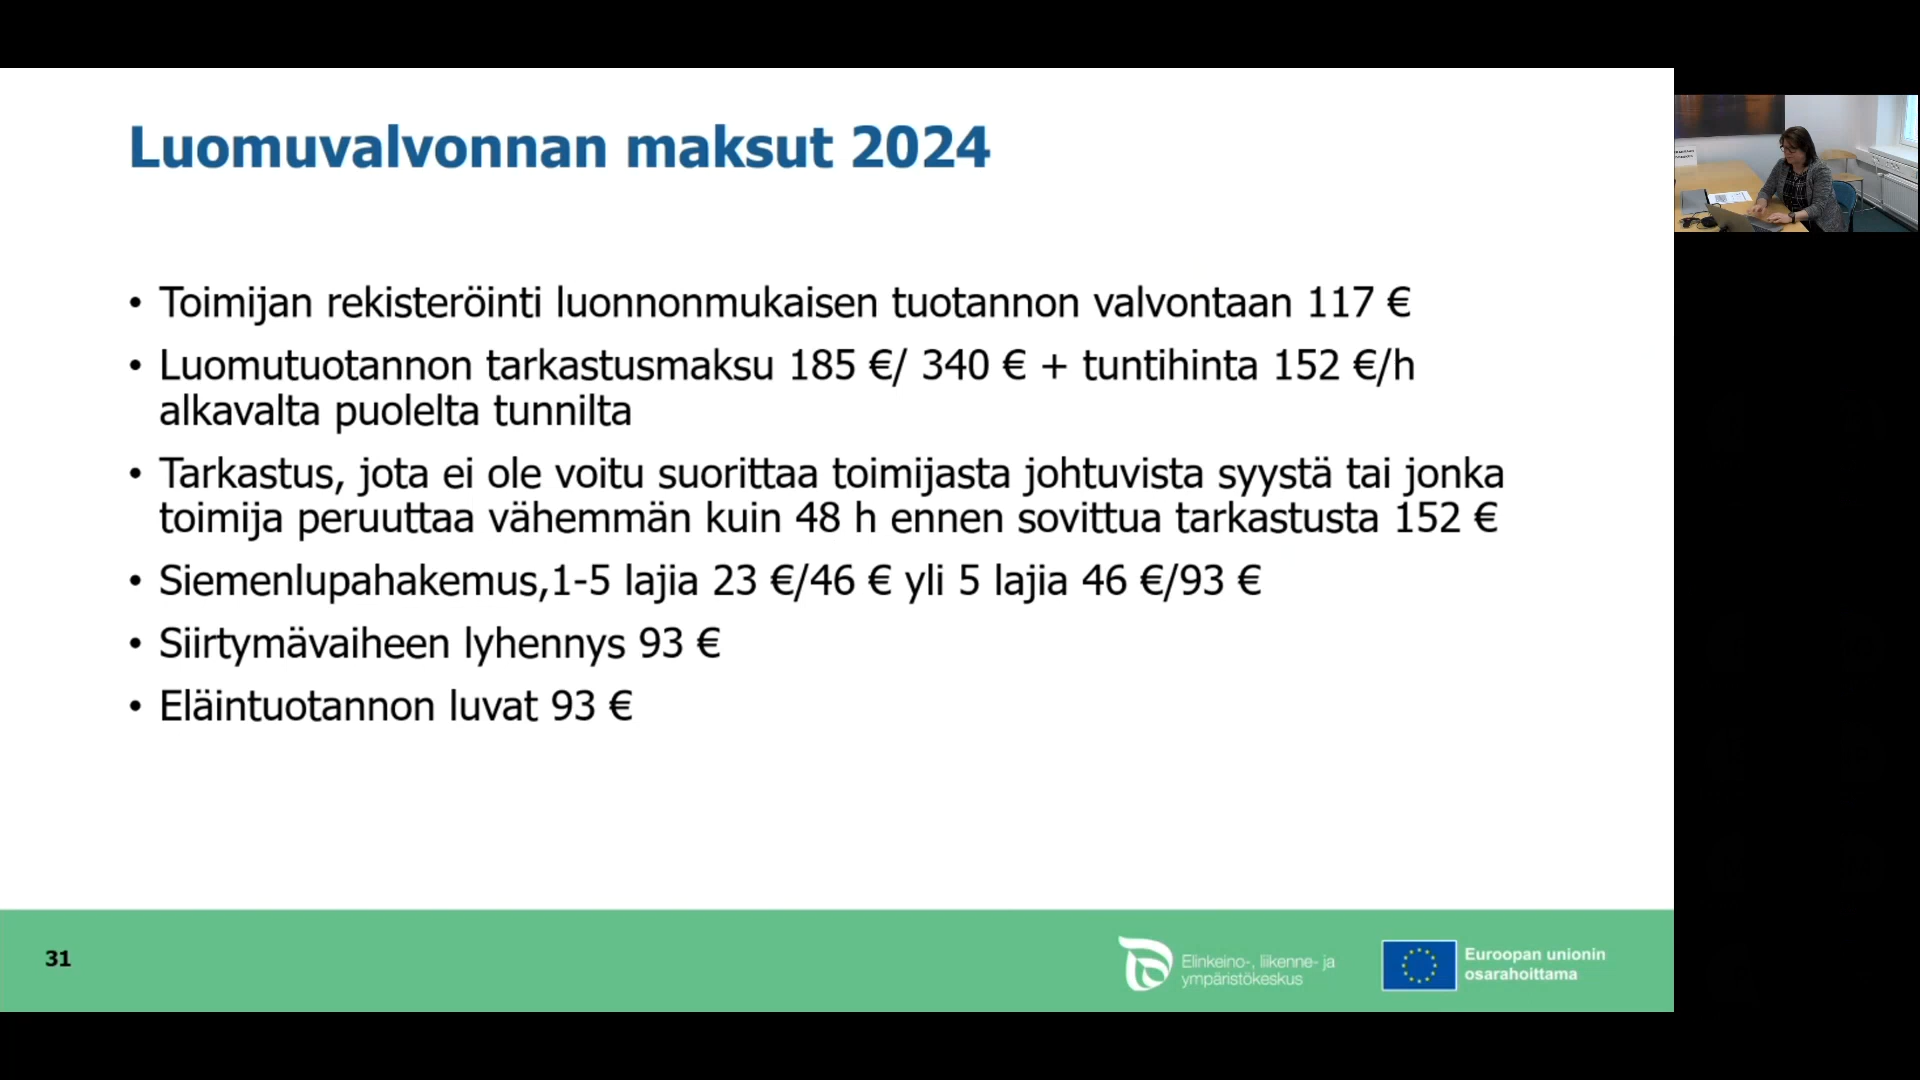 Luomuvalvonnan maksut 2024
• Toimijan rekisteröinti luonnonmukaisen tuotannon valvontaan 117 €
• Luomutuotannon tarkastusmaksu 185 €/ 340 € + tuntihinta 152 €/h
alkavalta puolelta tunnilta
• Tarkastus, jota ei ole voitu suorittaa toimijasta johtuvista syystä tai jonka
toimija peruuttaa vähemmän kuin 48 h ennen sovittua tarkastusta 152 €
• Siemenlupahakemus,1-5 lajia 23 €/46 € yli 5 lajia 46 €/93 €
• Siirtymävaiheen lyhennys 93 €
• Eläintuotannon luvat 93 €
31
Elinkeino-, liikenne- ja
ympäristökeskus
Euroopan unionin
osarahoittama